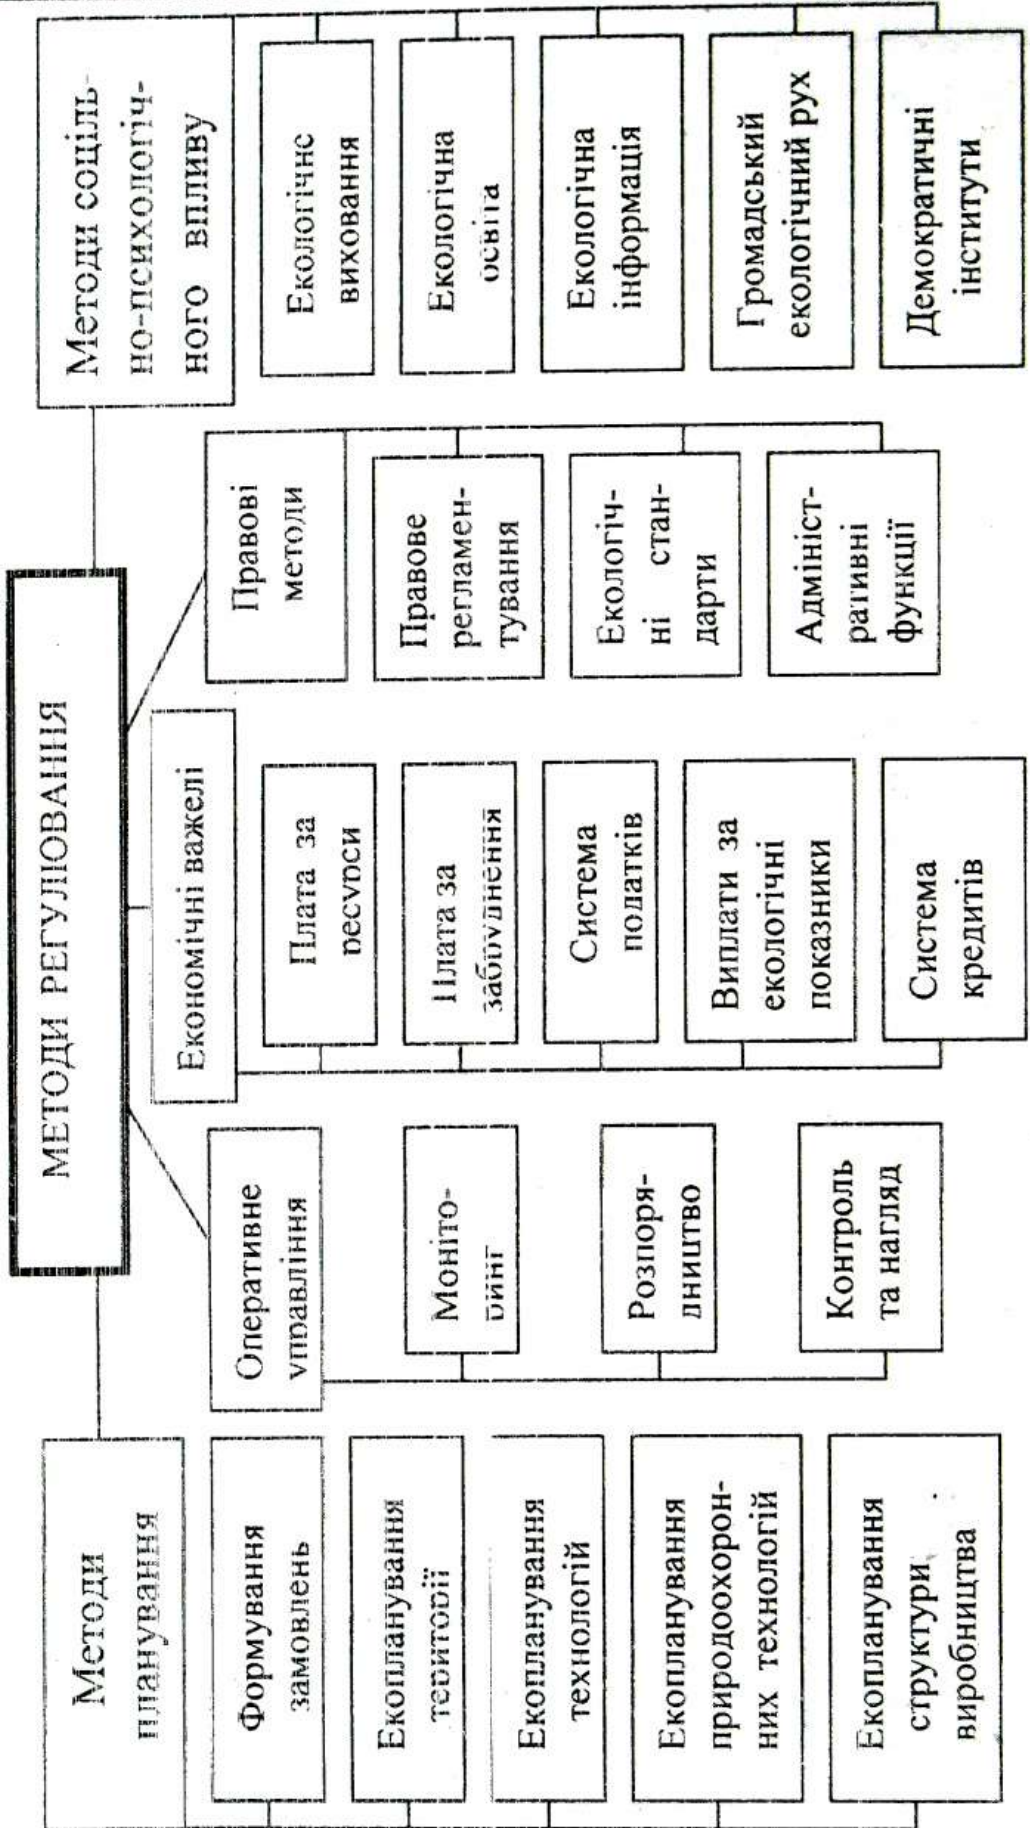 МЕТОДИ РЕГУЛЮВАННЯ
Методи
планування
Формування
замовлень
Екопланування
території
Екопланування
технологій
Екопланування
природоохорон-
них технологій
Екопланування
структури
виробництва
Оперативне
управління
Моніто-
ринг
Розпоря-
дництво
Контроль
та нагляд
Економічні важелі
Плата за
ресурси
Плата за
забруднення
Система
податків
Виплати за
екологічні
показники
Система
кредитів
Правові
методи
Правове
регламен-
тування
Екологіч-
ні стан-
дарти
Адмініст-
ративні
функції
Методи соціль-
но-психологіч-
ного впливу
Екологічне
виховання
Екологічна
освіта
Екологічна
інформація
Громадський
екологічний рух
Демократичні
інститути